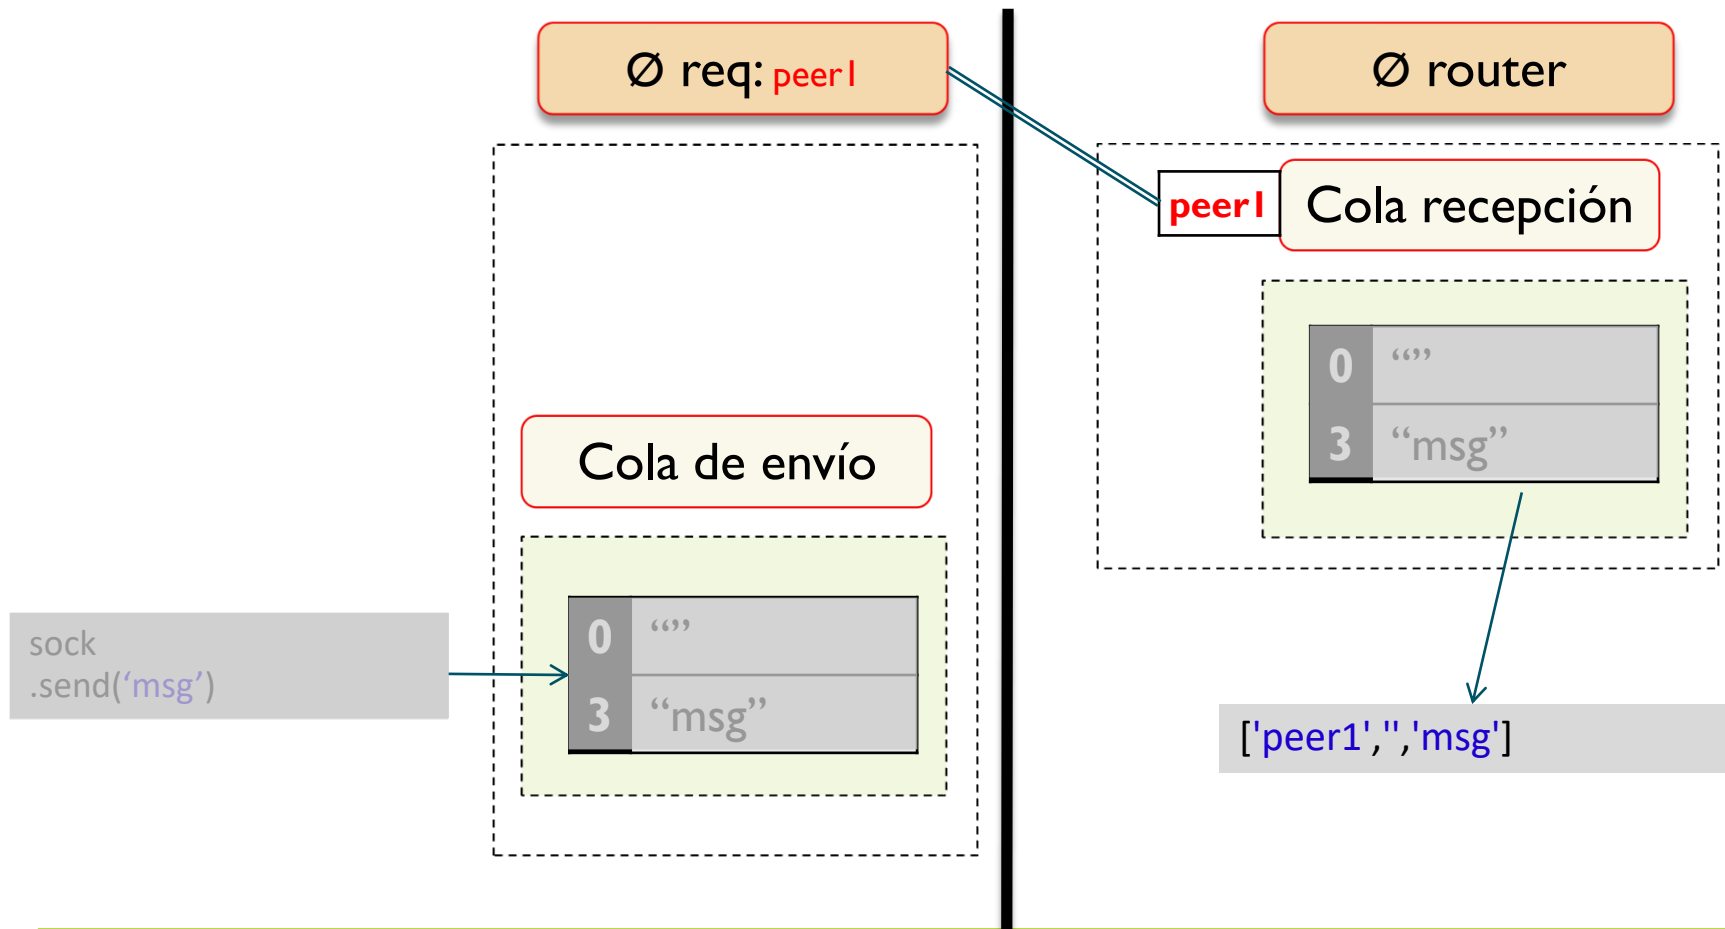 Ø req: peer1
Ø router
peer1
Cola recepción
0 “”
3 “msg”
Cola de envío
0 “”
3 “msg”
sock
.send(‘msg’)
['peer1','','msg']